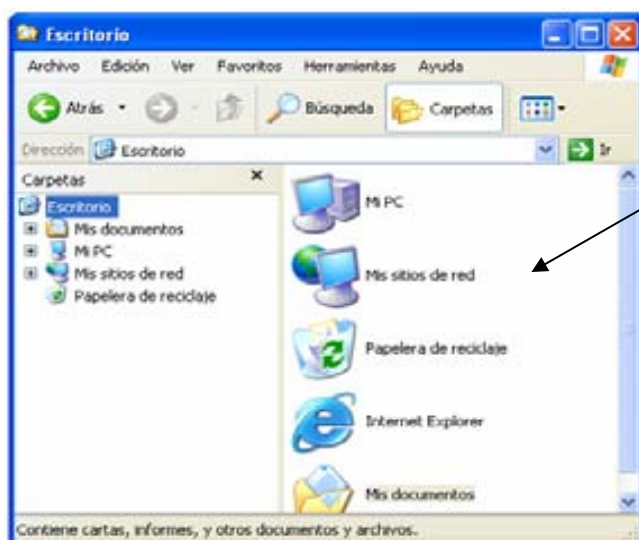 Escritorio
Archivo Edición Ver Favoritos Herramientas Ayuda
Atrás Búsqueda Carpetas
Dirección Escritorio Ir
Carpetas
Escritorio
Mis documentos
Mi PC
Mis sitios de red
Papelera de reciclaje
Mi PC
Mis sitios de red
Papelera de reciclaje
Internet Explorer
Mis documentos
Contiene cartas, informes, y otros documentos y archivos.